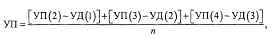 УП = [УП(2) ~ УД(1)]+[УП(3) ~ УД(2)]+[УП(4) ~ УД(3)]
n ,